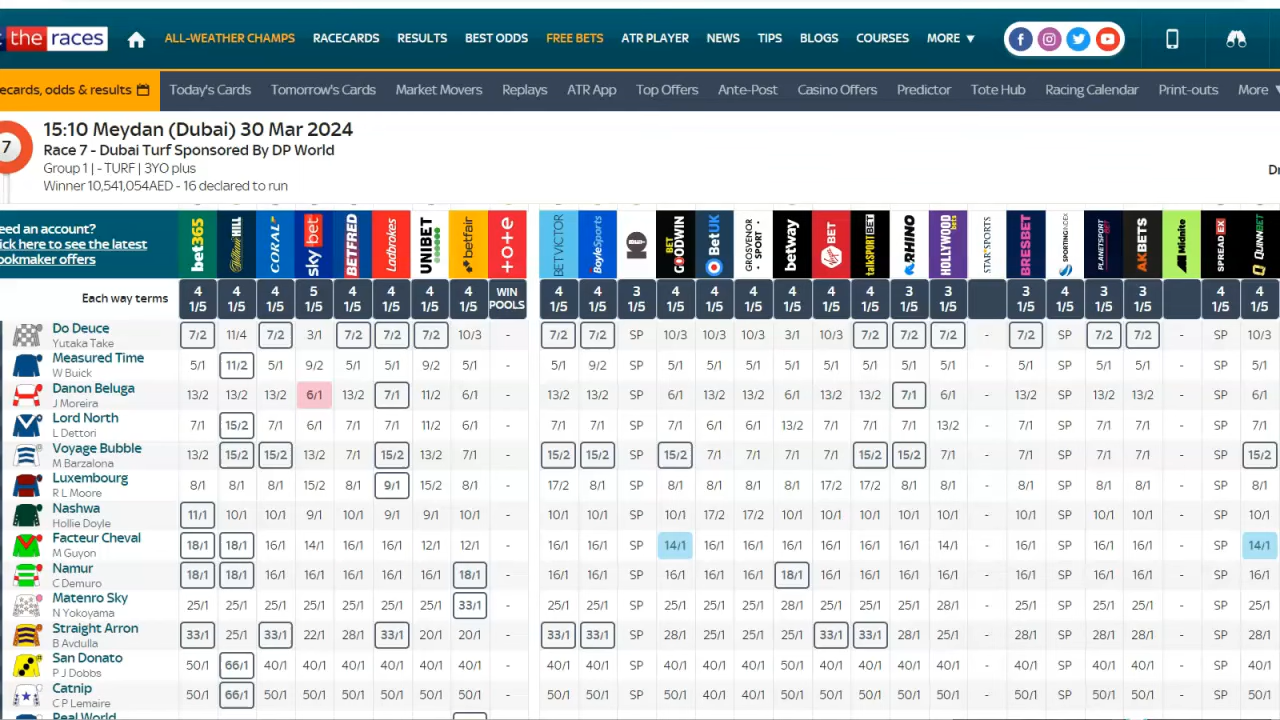 the races
ALL-WEATHER CHAMPS RACECARDS RESULTS BEST ODDS FREE BETS ATR PLAYER NEWS TIPS BLOGS COURSES MORE ▼
ecards, odds & results Today's Cards Tomorrow's Cards Market Movers Replays ATR App Top Offers Ante-Post Casino Offers Predictor Tote Hub Racing Calendar Print-outs More
7
15:10 Meydan (Dubai) 30 Mar 2024
Race 7 - Dubai Turf Sponsored By DP World
Group 1 | - TURF | 3YO plus
Winner 10,541,054AED - 16 declared to run
Dr
eed an account?
ick here to see the latest
ookmaker offers
bet365 William HILL CORAL sky bet BETFRED Ladbrokes UNIBET betfair tote BETVICTOR BoyleSports 10 BET GOODWIN BetUK GROSVENOR SPORT betway Virgin BET talkSPORT BET RHINO HOLLYWOOD bets STARSPORTS BRESBET SPORTING INDEX PLANETSPORT BET AKBETS Midnite SPREADEX QUINNBET
Each way terms 4 4 4 5 4 4 4 4 WIN 4 4 3 4 4 4 4 4 4 3 3 3 4 3 3 4 4
1/5 1/5 1/5 1/5 1/5 1/5 1/5 1/5 POOLS 1/5 1/5 1/5 1/5 1/5 1/5 1/5 1/5 1/5 1/5 1/5 1/5 1/5 1/5 1/5 1/5 1/5
Do Deuce 7/2 11/4 7/2 3/1 7/2 7/2 7/2 10/3 - 7/2 7/2 SP 10/3 10/3 10/3 3/1 10/3 7/2 7/2 7/2 - 7/2 SP 7/2 7/2 - SP 10/3
Yutaka Take
Measured Time 5/1 11/2 5/1 9/2 5/1 5/1 9/2 5/1 - 5/1 9/2 SP 5/1 5/1 5/1 5/1 5/1 5/1 5/1 5/1 - 5/1 SP 5/1 5/1 - SP 5/1
W Buick
Danon Beluga 13/2 13/2 13/2 6/1 13/2 7/1 11/2 6/1 - 13/2 13/2 SP 6/1 13/2 13/2 6/1 13/2 13/2 7/1 6/1 - 13/2 SP 13/2 13/2 - SP 6/1
J Moreira
Lord North 7/1 15/2 7/1 6/1 7/1 7/1 11/2 6/1 - 7/1 7/1 SP 7/1 6/1 6/1 13/2 7/1 7/1 7/1 13/2 - 7/1 SP 7/1 7/1 - SP 7/1
L Dettori
Voyage Bubble 13/2 15/2 15/2 13/2 7/1 15/2 13/2 7/1 - 15/2 15/2 SP 15/2 7/1 7/1 7/1 7/1 15/2 15/2 7/1 - 7/1 SP 7/1 7/1 - SP 15/2
M Barzalona
Luxembourg 8/1 8/1 8/1 15/2 8/1 9/1 15/2 8/1 - 17/2 8/1 SP 8/1 8/1 8/1 8/1 17/2 17/2 8/1 8/1 - 8/1 SP 8/1 8/1 - SP 8/1
R L Moore
Nashwa 11/1 10/1 10/1 9/1 10/1 9/1 9/1 10/1 - 10/1 10/1 SP 10/1 17/2 17/2 10/1 10/1 10/1 10/1 10/1 - 10/1 SP 10/1 10/1 - SP 10/1
Hollie Doyle
Facteur Cheval 18/1 18/1 16/1 14/1 16/1 16/1 12/1 12/1 - 16/1 16/1 SP 14/1 16/1 16/1 16/1 16/1 16/1 16/1 14/1 - 16/1 SP 16/1 16/1 - SP 14/1
M Guyon
Namur 18/1 18/1 16/1 16/1 16/1 16/1 16/1 18/1 - 16/1 16/1 SP 16/1 16/1 16/1 18/1 16/1 16/1 16/1 16/1 - 16/1 SP 16/1 16/1 - SP 16/1
C Demuro
Matenro Sky 25/1 25/1 25/1 25/1 25/1 25/1 25/1 33/1 - 25/1 25/1 SP 25/1 25/1 25/1 28/1 25/1 25/1 25/1 28/1 - 25/1 SP 25/1 25/1 - SP 25/1
N Yokoyama
Straight Arron 33/1 25/1 33/1 22/1 28/1 33/1 20/1 20/1 - 33/1 33/1 SP 28/1 25/1 25/1 25/1 33/1 33/1 28/1 25/1 - 28/1 SP 28/1 28/1 - SP 28/1
B Avdulla
San Donato 50/1 66/1 40/1 40/1 40/1 40/1 40/1 40/1 - 40/1 40/1 SP 40/1 40/1 40/1 50/1 40/1 40/1 40/1 40/1 - 40/1 SP 40/1 40/1 - SP 40/1
P J Dobbs
Catnip 50/1 66/1 50/1 50/1 50/1 50/1 50/1 50/1 - 50/1 50/1 SP 50/1 40/1 40/1 50/1 50/1 50/1 50/1 50/1 - 50/1 SP 50/1 50/1 - SP 50/1
C P Lemaire
Real World